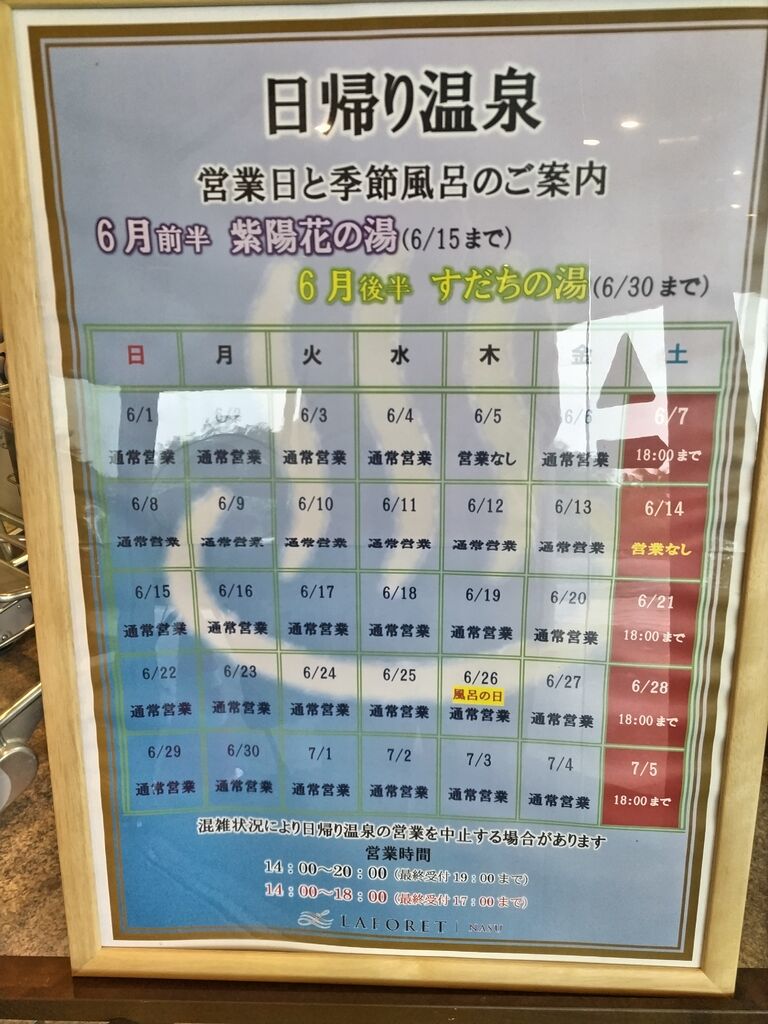 日帰り温泉
営業日と季節風呂のご案内
6月前半 紫陽花の湯(6/15まで)
6月後半 すだちの湯(6/30まで)
日 月 火 水 木 金 土
6/1 6/2 6/3 6/4 6/5 6/6 6/7
通常営業 通常営業 通常営業 通常営業 営業なし 通常営業 18:00まで
6/8 6/9 6/10 6/11 6/12 6/13 6/14
通常営業 通常営業 通常営業 通常営業 通常営業 通常営業 営業なし
6/15 6/16 6/17 6/18 6/19 6/20 6/21
通常営業 通常営業 通常営業 通常営業 通常営業 通常営業 18:00まで
6/22 6/23 6/24 6/25 6/26 6/27 6/28
風呂の日
通常営業 通常営業 通常営業 通常営業 通常営業 通常営業 18:00まで
6/29 6/30 7/1 7/2 7/3 7/4 7/5
通常営業 通常営業 通常営業 通常営業 通常営業 通常営業 18:00まで
混雑状況により日帰り温泉の営業を中止する場合があります
営業時間
14:00～20:00(最終受付19:00まで)
14:00～18:00(最終受付17:00まで)
LAFORET | NASU